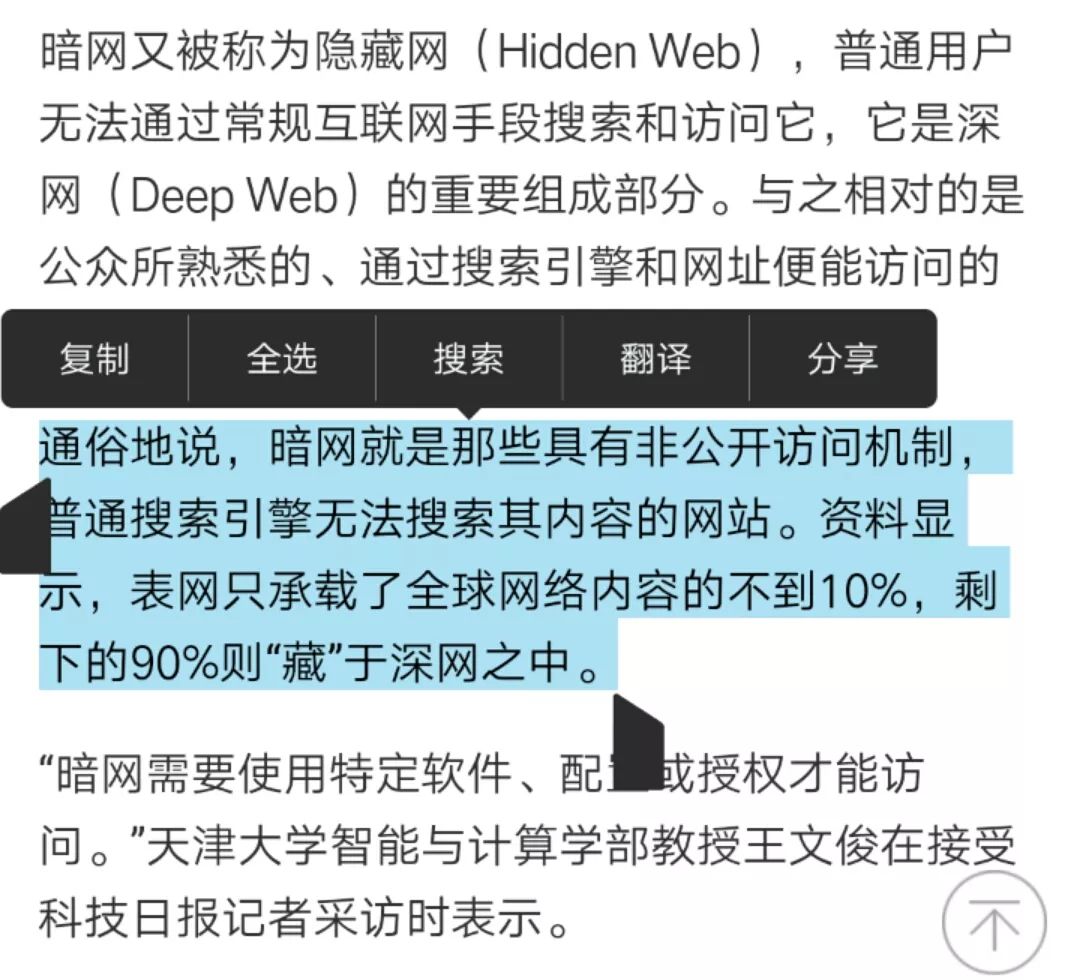 暗网又被称为隐藏网（Hidden Web），普通用户
无法通过常规互联网手段搜索和访问它，它是深
网（Deep Web）的重要组成部分。与之相对的是
公众所熟悉的、通过搜索引擎和网址便能访问的
复制 全选 搜索 翻译 分享
通俗地说，暗网就是那些具有非公开访问机制，
普通搜索引擎无法搜索其内容的网站。资料显
示，表网只承载了全球网络内容的不到10%，剩
下的90%则“藏”于深网之中。
“暗网需要使用特定软件、配置或授权才能访
问。”天津大学智能与计算学部教授王文俊在接受
科技日报记者采访时表示。